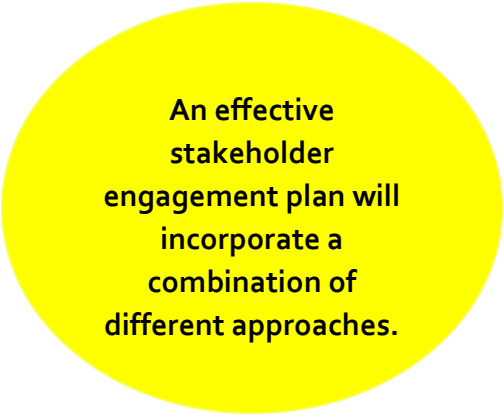 An effective
stakeholder
engagement plan will
incorporate a
combination of
different approaches.